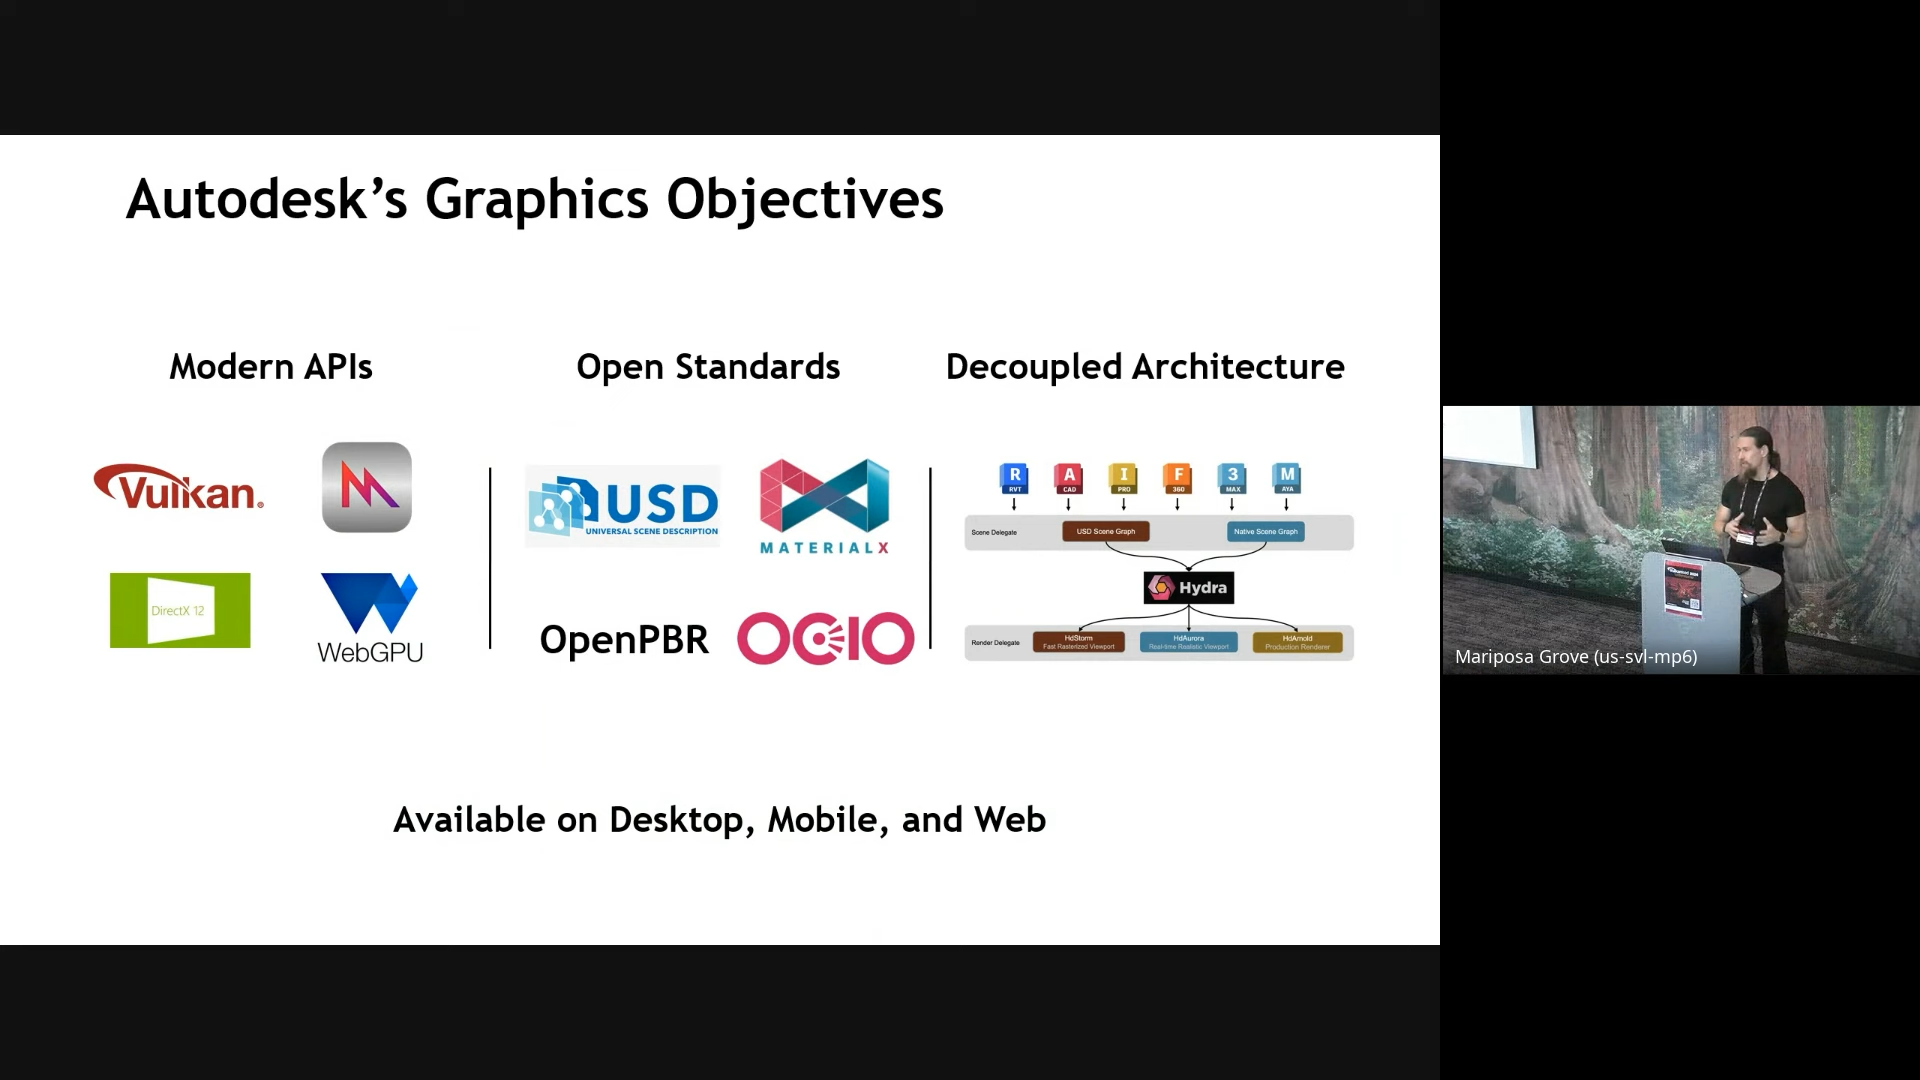 Autodesk's Graphics Objectives
Modern APIs
Vulkan.
DirectX 12
WebGPU
Open Standards
USD
UNIVERSAL SCENE DESCRIPTION
MATERIALX
OpenPBR
OCIO
Decoupled Architecture
R RVT
A CAD
I PRO
F 360
3 MAX
M AYA
Scene Delegate
USD Scene Graph
Native Scene Graph
Hydra
Render Delegate
HdStorm
Fast Rasterized Viewport
HdAurora
Real-time Realistic Viewport
HdArnold
Production Renderer
Available on Desktop, Mobile, and Web
Mariposa Grove (us-svl-mp6)